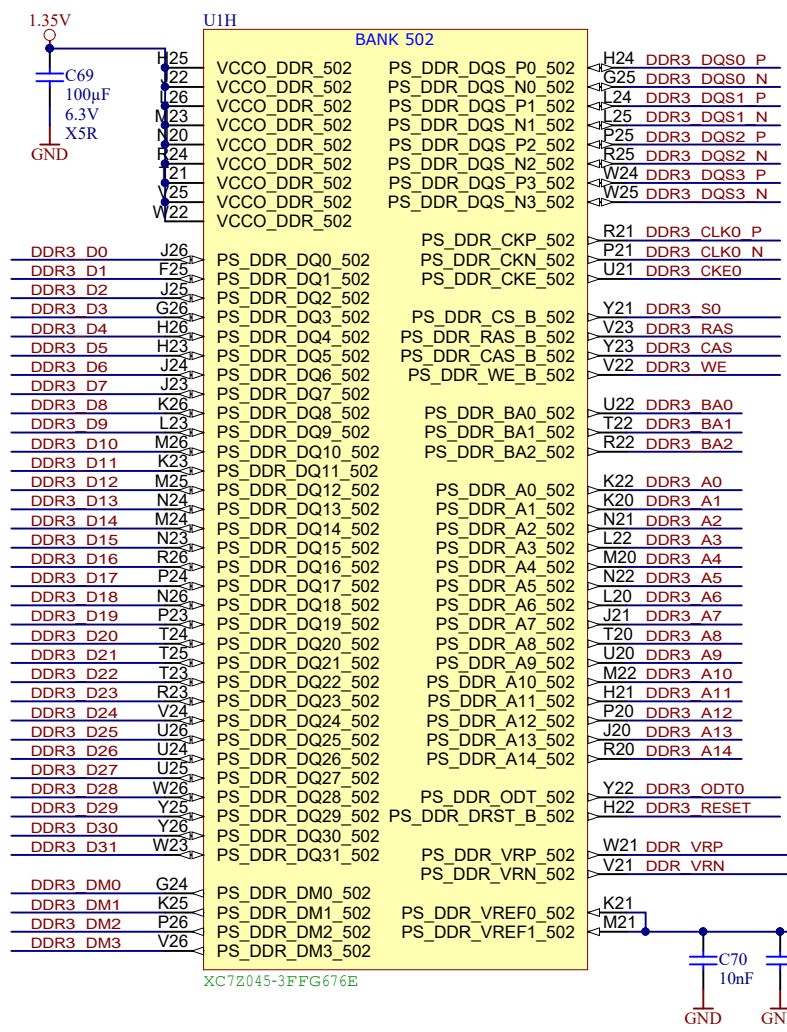 1.35V
U1H
BANK 502
C69
100µF
6.3V
X5R
GND
H25 VCCO_DDR_502
J22 VCCO_DDR_502
L26 VCCO_DDR_502
M23 VCCO_DDR_502
N20 VCCO_DDR_502
R24 VCCO_DDR_502
T21 VCCO_DDR_502
V25 VCCO_DDR_502
W22 VCCO_DDR_502
DDR3_D0 J26 PS_DDR_DQ0_502
DDR3_D1 F25 PS_DDR_DQ1_502
DDR3_D2 J25 PS_DDR_DQ2_502
DDR3_D3 G26 PS_DDR_DQ3_502
DDR3_D4 H26 PS_DDR_DQ4_502
DDR3_D5 H23 PS_DDR_DQ5_502
DDR3_D6 J24 PS_DDR_DQ6_502
DDR3_D7 J23 PS_DDR_DQ7_502
DDR3_D8 K26 PS_DDR_DQ8_502
DDR3_D9 L23 PS_DDR_DQ9_502
DDR3_D10 M26 PS_DDR_DQ10_502
DDR3_D11 K23 PS_DDR_DQ11_502
DDR3_D12 M25 PS_DDR_DQ12_502
DDR3_D13 N24 PS_DDR_DQ13_502
DDR3_D14 M24 PS_DDR_DQ14_502
DDR3_D15 N23 PS_DDR_DQ15_502
DDR3_D16 R26 PS_DDR_DQ16_502
DDR3_D17 P24 PS_DDR_DQ17_502
DDR3_D18 N26 PS_DDR_DQ18_502
DDR3_D19 P23 PS_DDR_DQ19_502
DDR3_D20 T24 PS_DDR_DQ20_502
DDR3_D21 T25 PS_DDR_DQ21_502
DDR3_D22 T23 PS_DDR_DQ22_502
DDR3_D23 R23 PS_DDR_DQ23_502
DDR3_D24 V24 PS_DDR_DQ24_502
DDR3_D25 U26 PS_DDR_DQ25_502
DDR3_D26 U24 PS_DDR_DQ26_502
DDR3_D27 U25 PS_DDR_DQ27_502
DDR3_D28 W26 PS_DDR_DQ28_502
DDR3_D29 Y25 PS_DDR_DQ29_502
DDR3_D30 Y26 PS_DDR_DQ30_502
DDR3_D31 W23 PS_DDR_DQ31_502
DDR3_DM0 G24 PS_DDR_DM0_502
DDR3_DM1 K25 PS_DDR_DM1_502
DDR3_DM2 P26 PS_DDR_DM2_502
DDR3_DM3 V26 PS_DDR_DM3_502
PS_DDR_DQS_P0_502 H24 DDR3_DQS0_P
PS_DDR_DQS_N0_502 G25 DDR3_DQS0_N
PS_DDR_DQS_P1_502 L24 DDR3_DQS1_P
PS_DDR_DQS_N1_502 L25 DDR3_DQS1_N
PS_DDR_DQS_P2_502 P25 DDR3_DQS2_P
PS_DDR_DQS_N2_502 R25 DDR3_DQS2_N
PS_DDR_DQS_P3_502 W24 DDR3_DQS3_P
PS_DDR_DQS_N3_502 W25 DDR3_DQS3_N
PS_DDR_CKP_502 R21 DDR3_CLK0_P
PS_DDR_CKN_502 P21 DDR3_CLK0_N
PS_DDR_CKE_502 U21 DDR3_CKE0
PS_DDR_CS_B_502 Y21 DDR3_S0
PS_DDR_RAS_B_502 V23 DDR3_RAS
PS_DDR_CAS_B_502 Y23 DDR3_CAS
PS_DDR_WE_B_502 V22 DDR3_WE
PS_DDR_BA0_502 U22 DDR3_BA0
PS_DDR_BA1_502 T22 DDR3_BA1
PS_DDR_BA2_502 R22 DDR3_BA2
PS_DDR_A0_502 K22 DDR3_A0
PS_DDR_A1_502 K20 DDR3_A1
PS_DDR_A2_502 N21 DDR3_A2
PS_DDR_A3_502 L22 DDR3_A3
PS_DDR_A4_502 M20 DDR3_A4
PS_DDR_A5_502 N22 DDR3_A5
PS_DDR_A6_502 L20 DDR3_A6
PS_DDR_A7_502 J21 DDR3_A7
PS_DDR_A8_502 T20 DDR3_A8
PS_DDR_A9_502 U20 DDR3_A9
PS_DDR_A10_502 M22 DDR3_A10
PS_DDR_A11_502 H21 DDR3_A11
PS_DDR_A12_502 P20 DDR3_A12
PS_DDR_A13_502 J20 DDR3_A13
PS_DDR_A14_502 R20 DDR3_A14
PS_DDR_ODT_502 Y22 DDR3_ODT0
PS_DDR_DRST_B_502 H22 DDR3_RESET
PS_DDR_VRP_502 W21 DDR_VRP
PS_DDR_VRN_502 V21 DDR_VRN
PS_DDR_VREF0_502 K21
PS_DDR_VREF1_502 M21
XC7Z045-3FFG676E
C70
10nF
GND